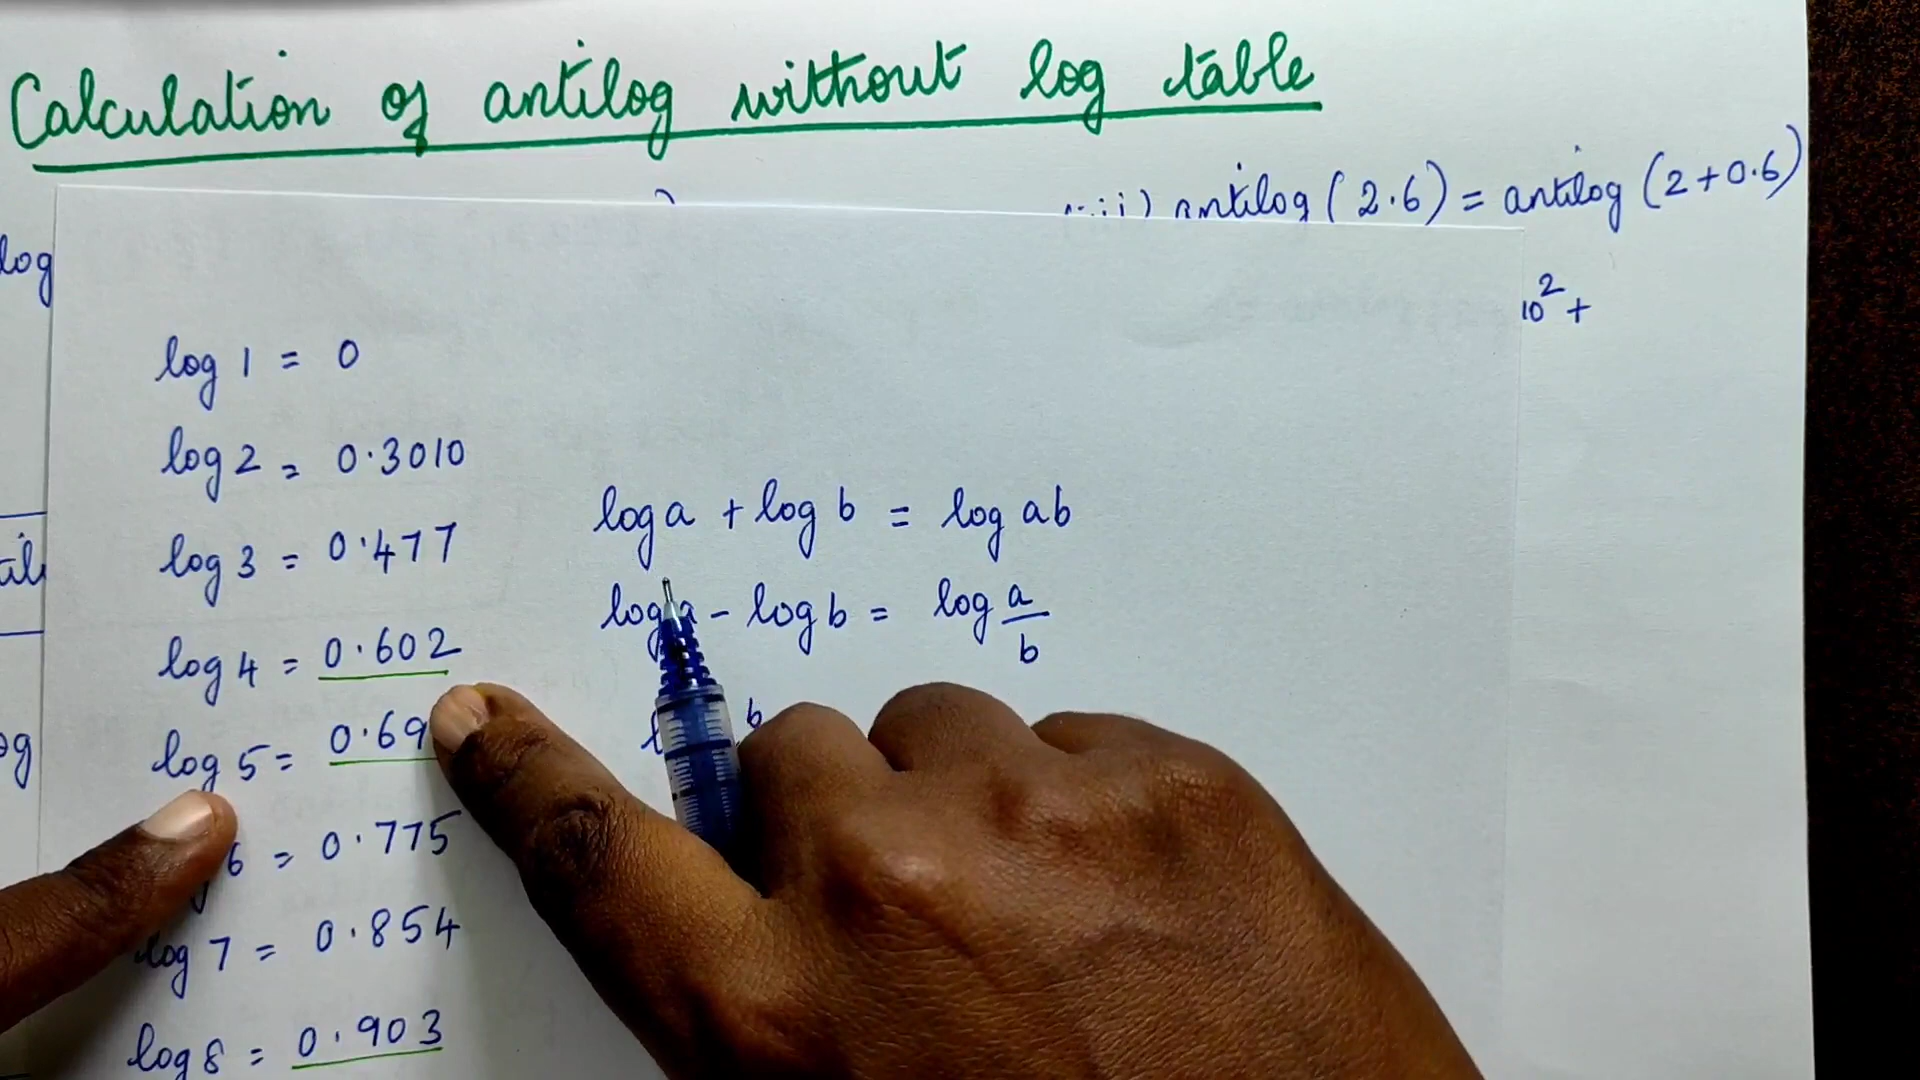 Calculation of antilog without log table
antilog (2.6) = antilog (2+0.6)
log
10² +
log 1 = 0
log 2 = 0.3010
log 3 = 0.477
log 4 = 0.602
log 5 = 0.69
6 = 0.775
log 7 = 0.854
log 8 = 0.903
log a + log b = log ab
log a - log b = log a/b
b